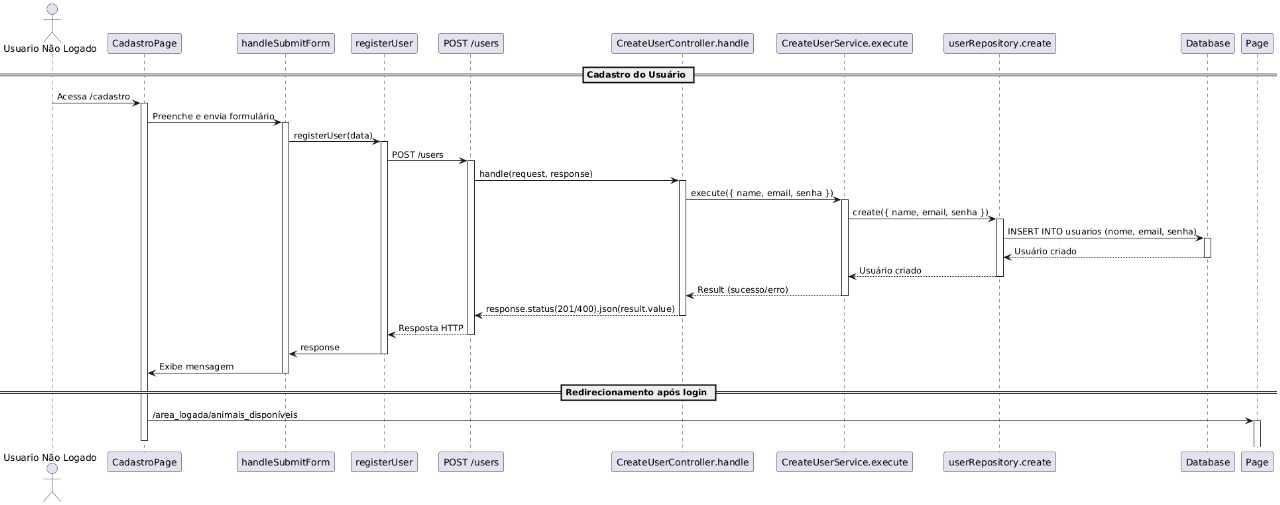 Usuario Não Logado
CadastroPage
handleSubmitForm
registerUser
POST /users
CreateUserController.handle
CreateUserService.execute
userRepository.create
Database
Page
Cadastro do Usuário
Acessa /cadastro
Preenche e envia formulário
registerUser(data)
POST /users
handle(request, response)
execute({ name, email, senha })
create({ name, email, senha })
INSERT INTO usuarios (nome, email, senha)
Usuário criado
Usuário criado
Result (sucesso/erro)
response.status(201/400).json(result.value)
Resposta HTTP
response
Exibe mensagem
Redirecionamento após login
/area_logada/animais_disponíveis
Usuario Não Logado
CadastroPage
handleSubmitForm
registerUser
POST /users
CreateUserController.handle
CreateUserService.execute
userRepository.create
Database
Page